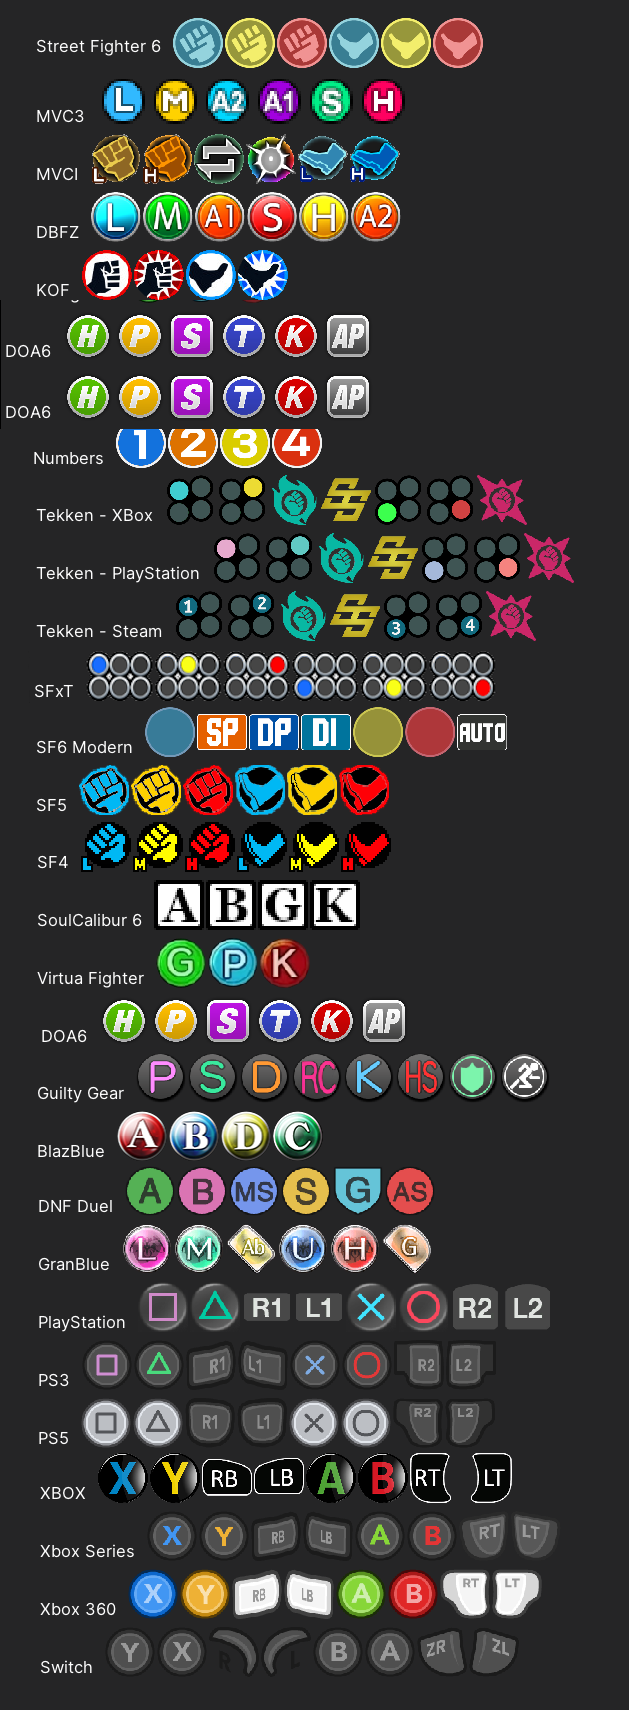 Street Fighter 6
MVC3 L M A2 A1 S H
MVCI L H L H
DBFZ L M A1 S H A2
KOF
DOA6 H P S T K AP
DOA6 H P S T K AP
Numbers 1 2 3 4
Tekken - XBox
Tekken - PlayStation
Tekken - Steam 1 2 3 4
SFxT
SF6 Modern SP DP DI AUTO
SF5
SF4 L M H L M H
SoulCalibur 6 A B G K
Virtua Fighter G P K
DOA6 H P S T K AP
Guilty Gear P S D RC K HS
BlazBlue A B D C
DNF Duel A B MS S G AS
GranBlue L M Ab U H G
PlayStation R1 L1 R2 L2
PS3 R1 L1 R2 L2
PS5 R1 L1 R2 L2
XBOX X Y RB LB A B RT LT
Xbox Series X Y RB LB A B RT LT
Xbox 360 X Y RB LB A B RT LT
Switch Y X R L B A ZR ZL